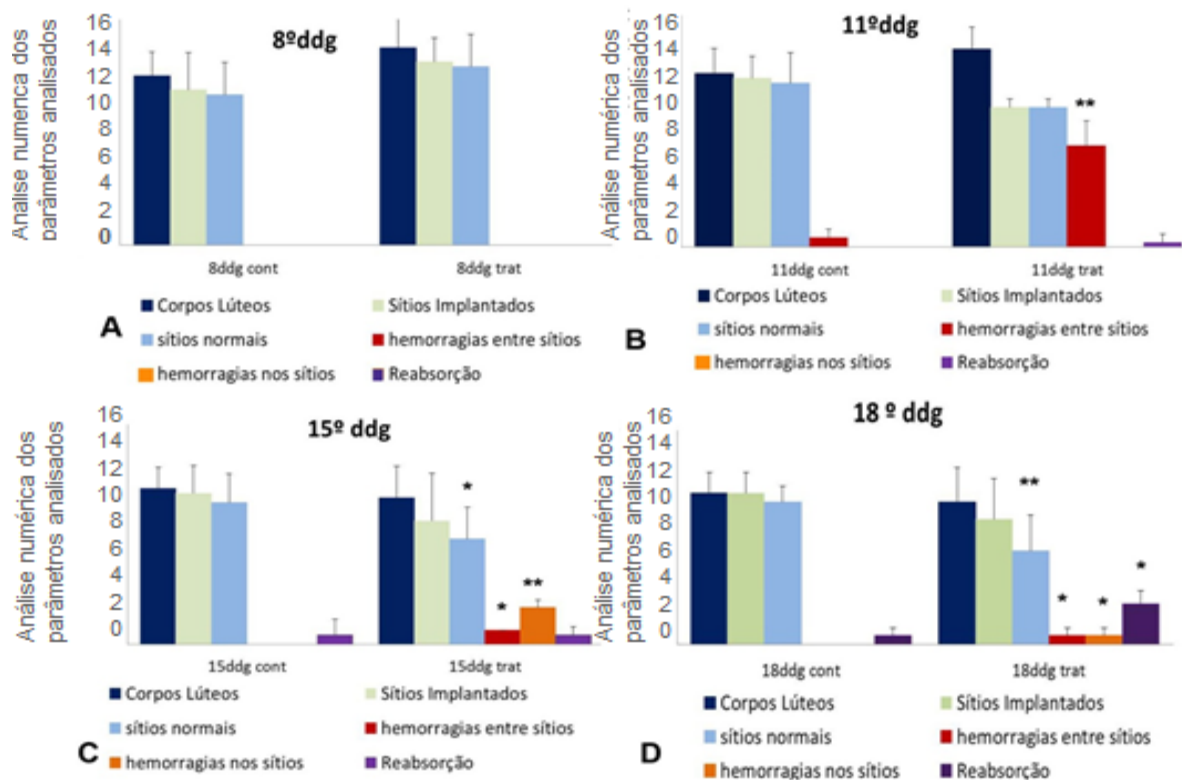 Análise numérica dos
parâmetros analisados
16
14
12
10
8
6
4
2
0
8ºddg
8ddg cont
8ddg trat
Corpos Lúteos
Sítios Implantados
sítios normais
hemorragias entre sítios
hemorragias nos sítios
Reabsorção
A
Análise numérica dos
parâmetros analisados
16
14
12
10
8
6
4
2
0
11ºddg
**
11ddg cont
11ddg trat
Corpos Lúteos
Sítios Implantados
sítios normais
hemorragias entre sítios
hemorragias nos sítios
Reabsorção
B
Análise numérica dos
parâmetros analisados
16
14
12
10
8
6
4
2
0
15º ddg
*
*
**
15ddg cont
15ddg trat
Corpos Lúteos
Sítios Implantados
sítios normais
hemorragias entre sítios
hemorragias nos sítios
Reabsorção
C
Análise numérica dos
parâmetros analisados
16
14
12
10
8
6
4
2
0
18 º ddg
**
*
*
*
18ddg cont
18ddg trat
Corpos Lúteos
Sítios Implantados
sítios normais
hemorragias entre sítios
hemorragias nos sítios
Reabsorção
D